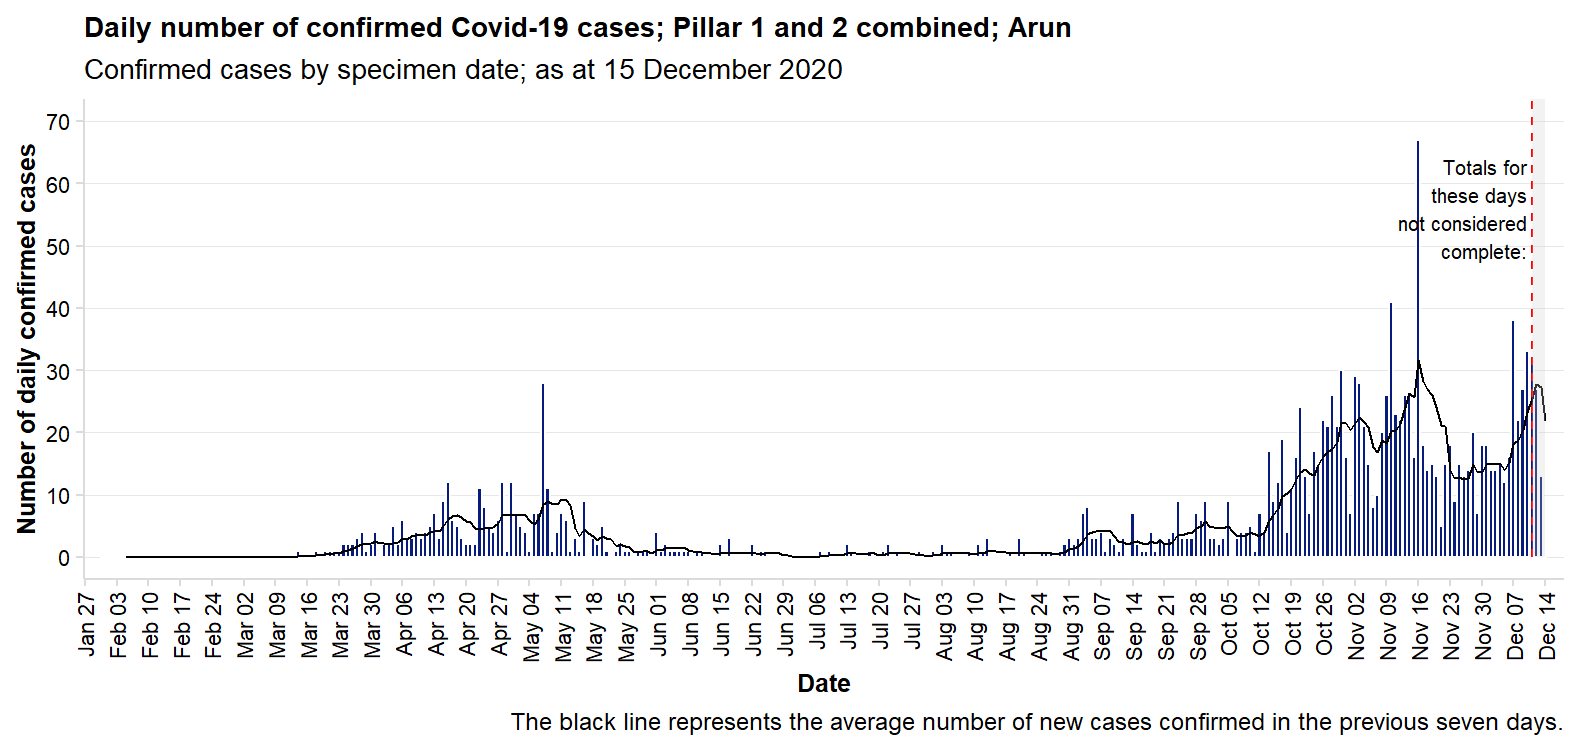 Daily number of confirmed Covid-19 cases; Pillar 1 and 2 combined; Arun
Confirmed cases by specimen date; as at 15 December 2020
Number of daily confirmed cases
70
60
50
40
30
20
10
0
Totals for
these days
not considered
complete:
Jan 27
Feb 03
Feb 10
Feb 17
Feb 24
Mar 02
Mar 09
Mar 16
Mar 23
Mar 30
Apr 06
Apr 13
Apr 20
Apr 27
May 04
May 11
May 18
May 25
Jun 01
Jun 08
Jun 15
Jun 22
Jun 29
Jul 06
Jul 13
Jul 20
Jul 27
Aug 03
Aug 10
Aug 17
Aug 24
Aug 31
Sep 07
Sep 14
Sep 21
Sep 28
Oct 05
Oct 12
Oct 19
Oct 26
Nov 02
Nov 09
Nov 16
Nov 23
Nov 30
Dec 07
Dec 14
Date
The black line represents the average number of new cases confirmed in the previous seven days.